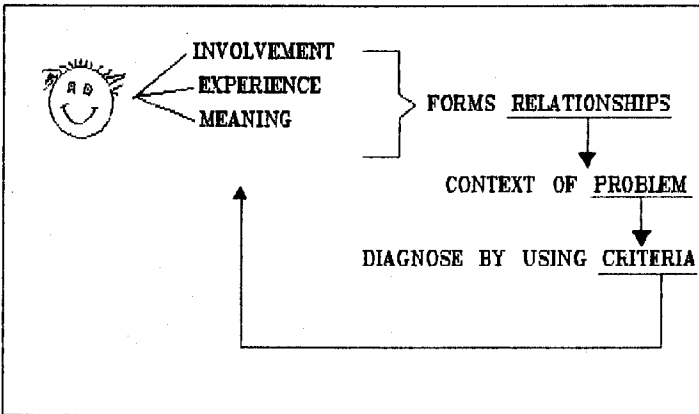 INVOLVEMENT
EXPERIENCE
MEANING
FORMS RELATIONSHIPS
CONTEXT OF PROBLEM
DIAGNOSE BY USING CRITERIA